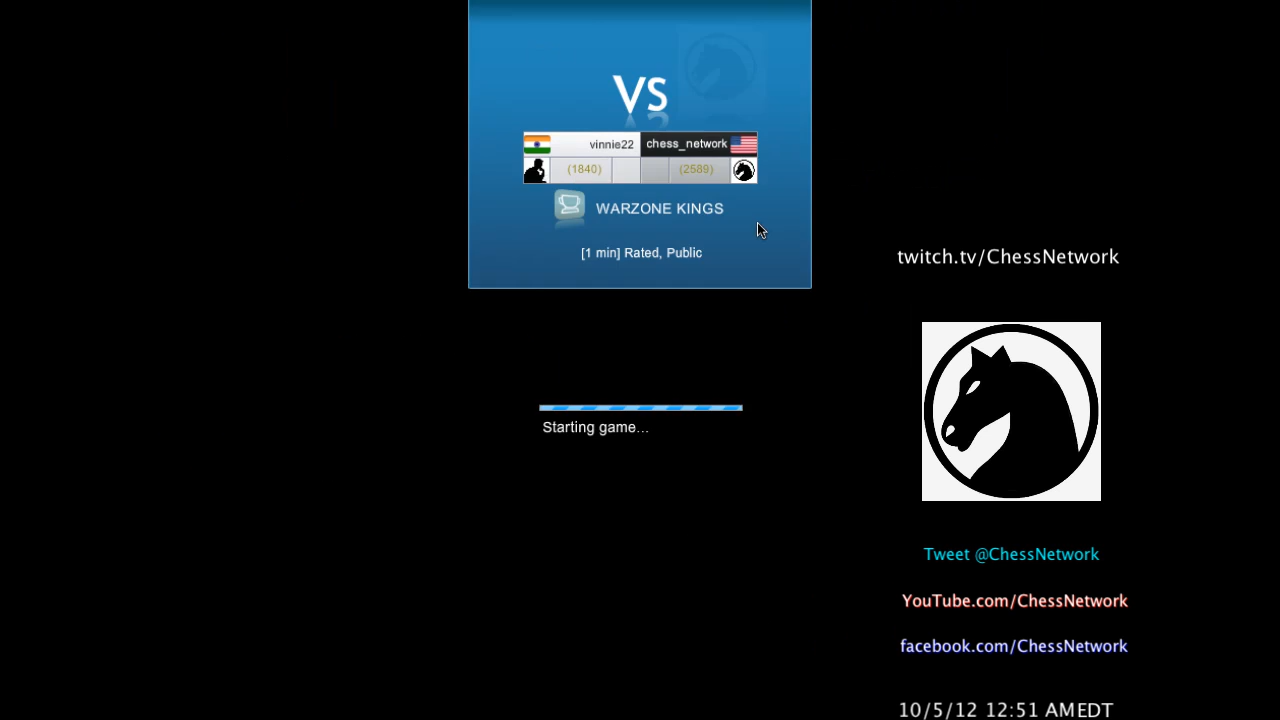 VS
vinnie22 chess_network
(1840) (2589)
WARZONE KINGS
[1 min] Rated, Public
twitch.tv/ChessNetwork
Starting game...
Tweet @ChessNetwork
YouTube.com/ChessNetwork
facebook.com/ChessNetwork
10/5/12 12:51 AMEDT